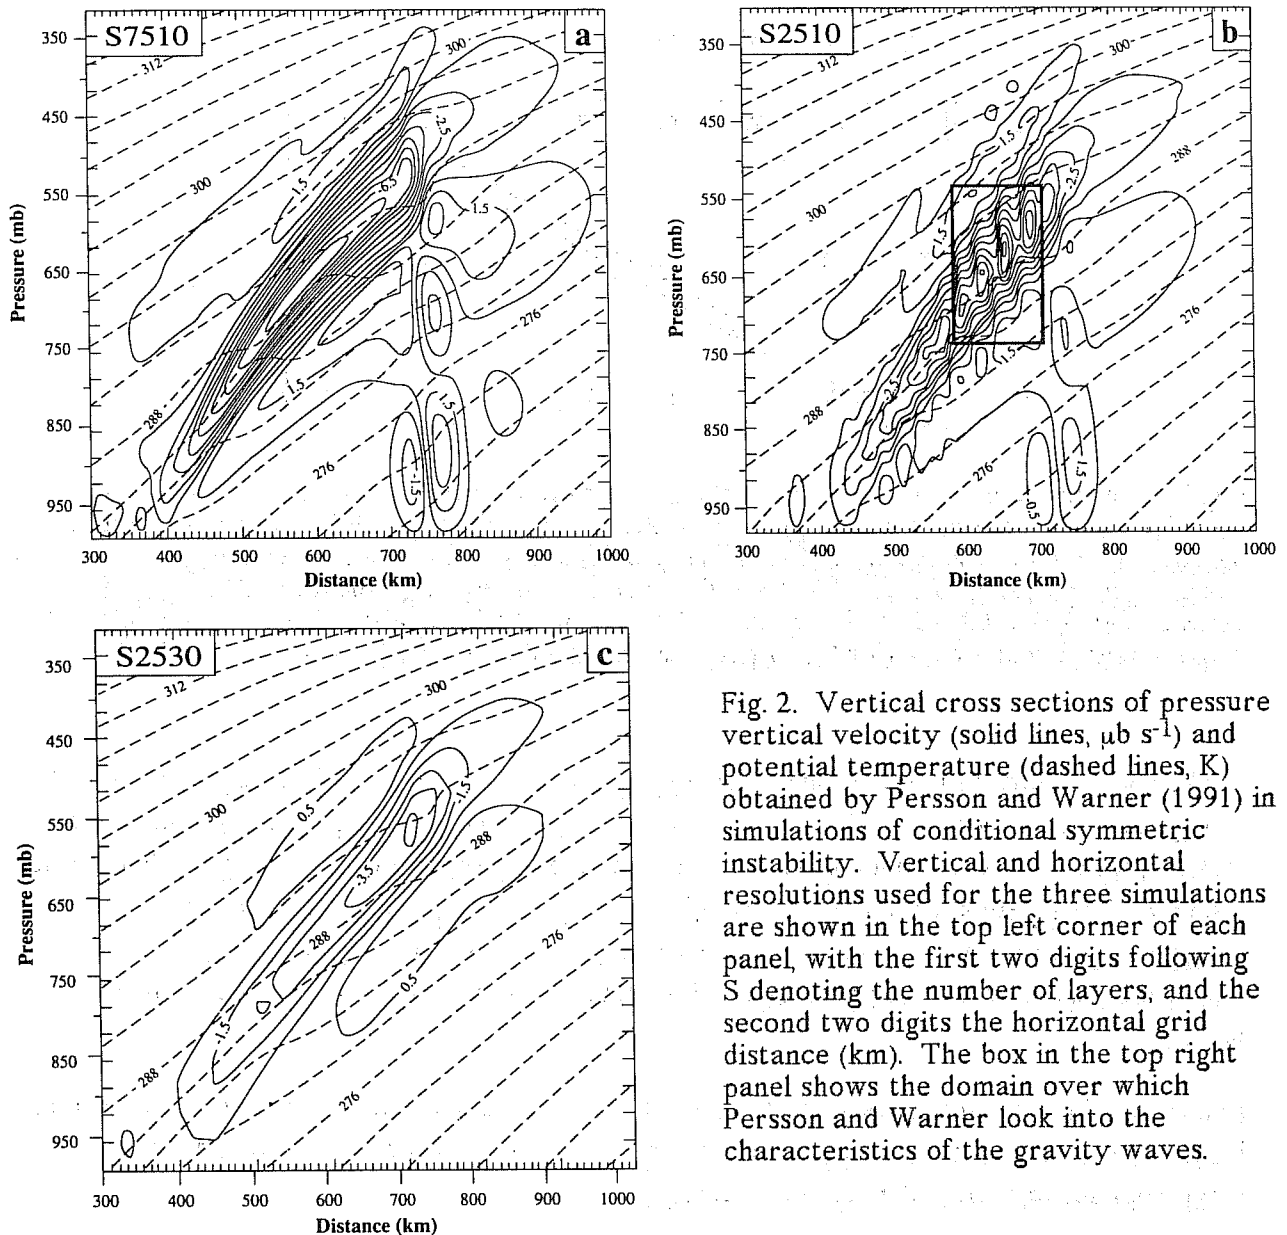 S7510
a
350
450
550
650
750
850
950
Pressure (mb)
300 400 500 600 700 800 900 1000
Distance (km)
312
300
300
288
276
276
-2.5
-6.5
1.5
1.5
1.5
1.5
-1.5
S2510
b
350
450
550
650
750
850
950
Pressure (mb)
300 400 500 600 700 800 900 1000
Distance (km)
312
300
288
300
288
276
276
1.5
-2.5
-1.5
1.5
-2.5
-0.5
1.5
S2530
c
350
450
550
650
750
850
950
Pressure (mb)
300 400 500 600 700 800 900 1000
Distance (km)
312
300
300
288
288
288
276
276
0.5
-1.5
-3.5
0.5
-1.5
Fig. 2. Vertical cross sections of pressure
vertical velocity (solid lines, μb s⁻¹) and
potential temperature (dashed lines, K)
obtained by Persson and Warner (1991) in
simulations of conditional symmetric
instability. Vertical and horizontal
resolutions used for the three simulations
are shown in the top left corner of each
panel, with the first two digits following
S denoting the number of layers, and the
second two digits the horizontal grid
distance (km). The box in the top right
panel shows the domain over which
Persson and Warner look into the
characteristics of the gravity waves.